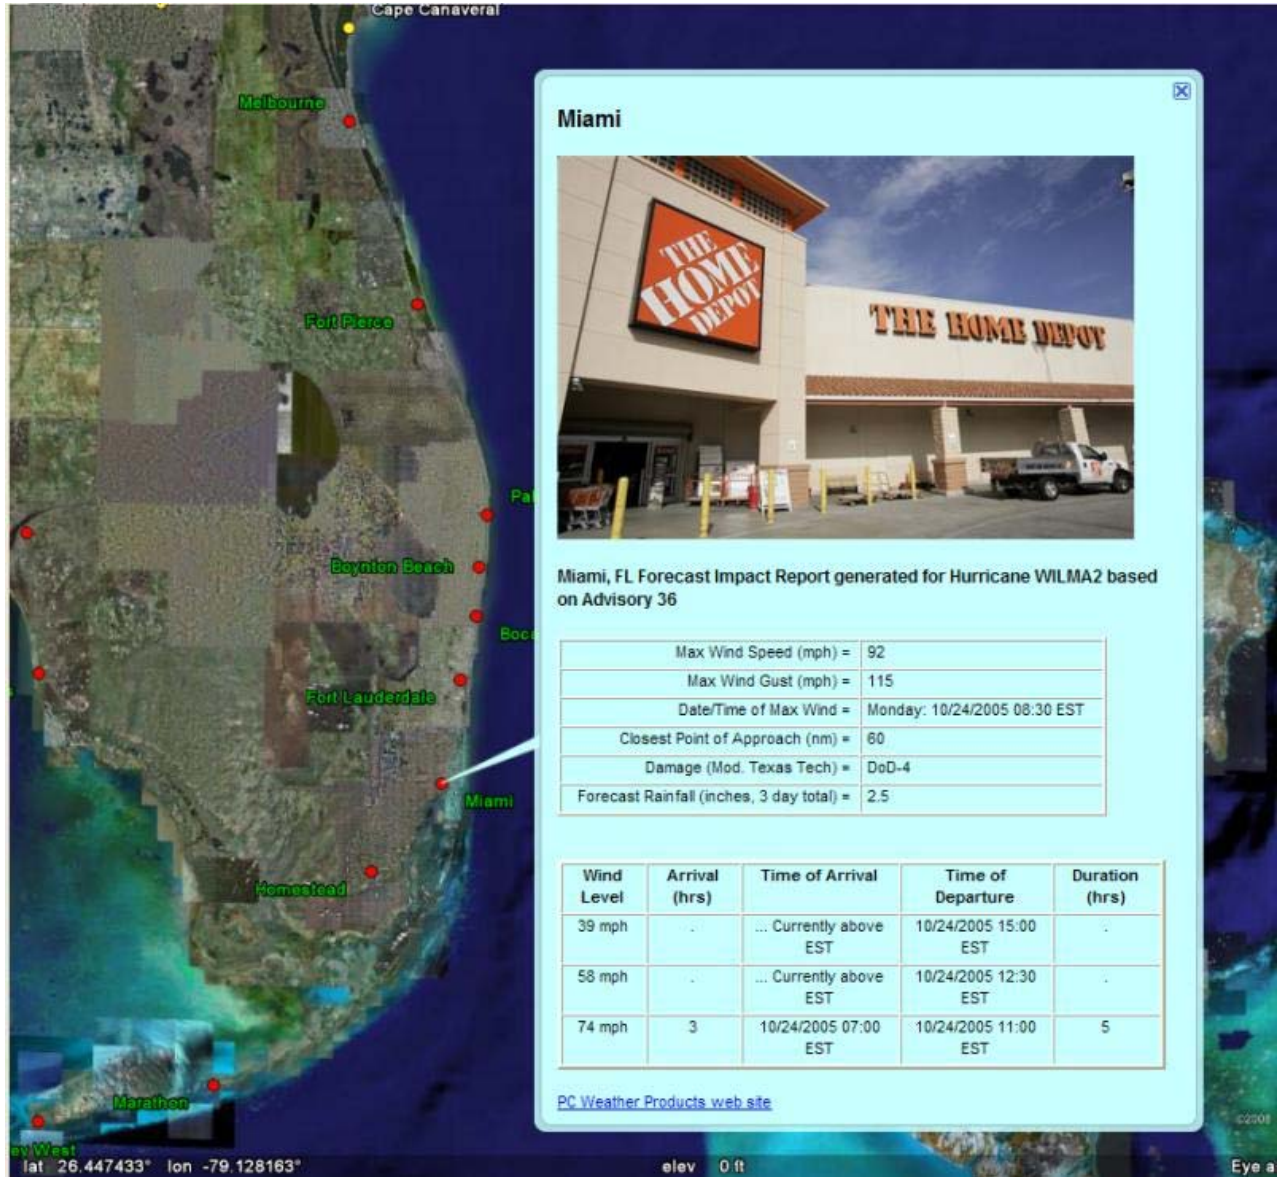 Cape Canaveral
Melbourne
Fort Pierce
Pal
Boynton Beach
Boca
Fort Lauderdale
Miami
Homestead
Marathon
ey West
s
Miami
THE
HOME
DEPOT
THE HOME DEPOT
Miami, FL Forecast Impact Report generated for Hurricane WILMA2 based
on Advisory 36
Max Wind Speed (mph) = 92
Max Wind Gust (mph) = 115
Date/Time of Max Wind = Monday: 10/24/2005 08:30 EST
Closest Point of Approach (nm) = 60
Damage (Mod. Texas Tech) = DoD-4
Forecast Rainfall (inches, 3 day total) = 2.5
Wind Level Arrival (hrs) Time of Arrival Time of Departure Duration (hrs)
39 mph . ... Currently above EST 10/24/2005 15:00 EST .
58 mph . ... Currently above EST 10/24/2005 12:30 EST .
74 mph 3 10/24/2005 07:00 EST 10/24/2005 11:00 EST 5
PC Weather Products web site
lat 26.447433° lon -79.128163° elev 0 ft Eye a